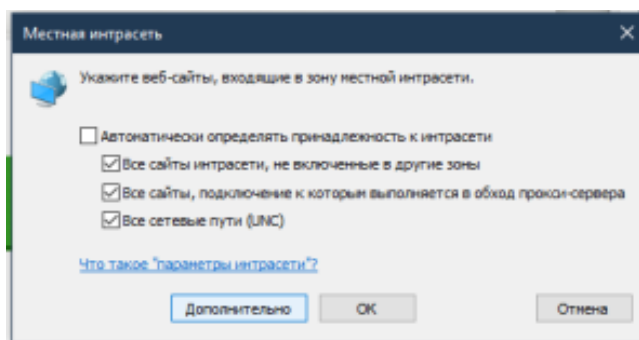 Местная интрасеть
Укажите веб-сайты, входящие в зону местной интрасети.
Автоматически определять принадлежность к интрасети
Все сайты интрасети, не включенные в другие зоны
Все сайты, подключение к которым выполняется в обход прокси-сервера
Все сетевые пути (UNC)
Что такое "параметры интрасети"?
Дополнительно ОК Отмена